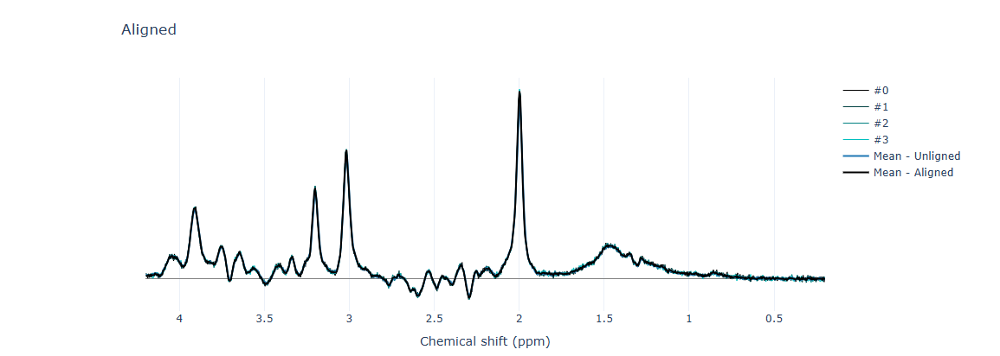 Aligned
#0
#1
#2
#3
Mean - Unligned
Mean - Aligned
4 3.5 3 2.5 2 1.5 1 0.5
Chemical shift (ppm)